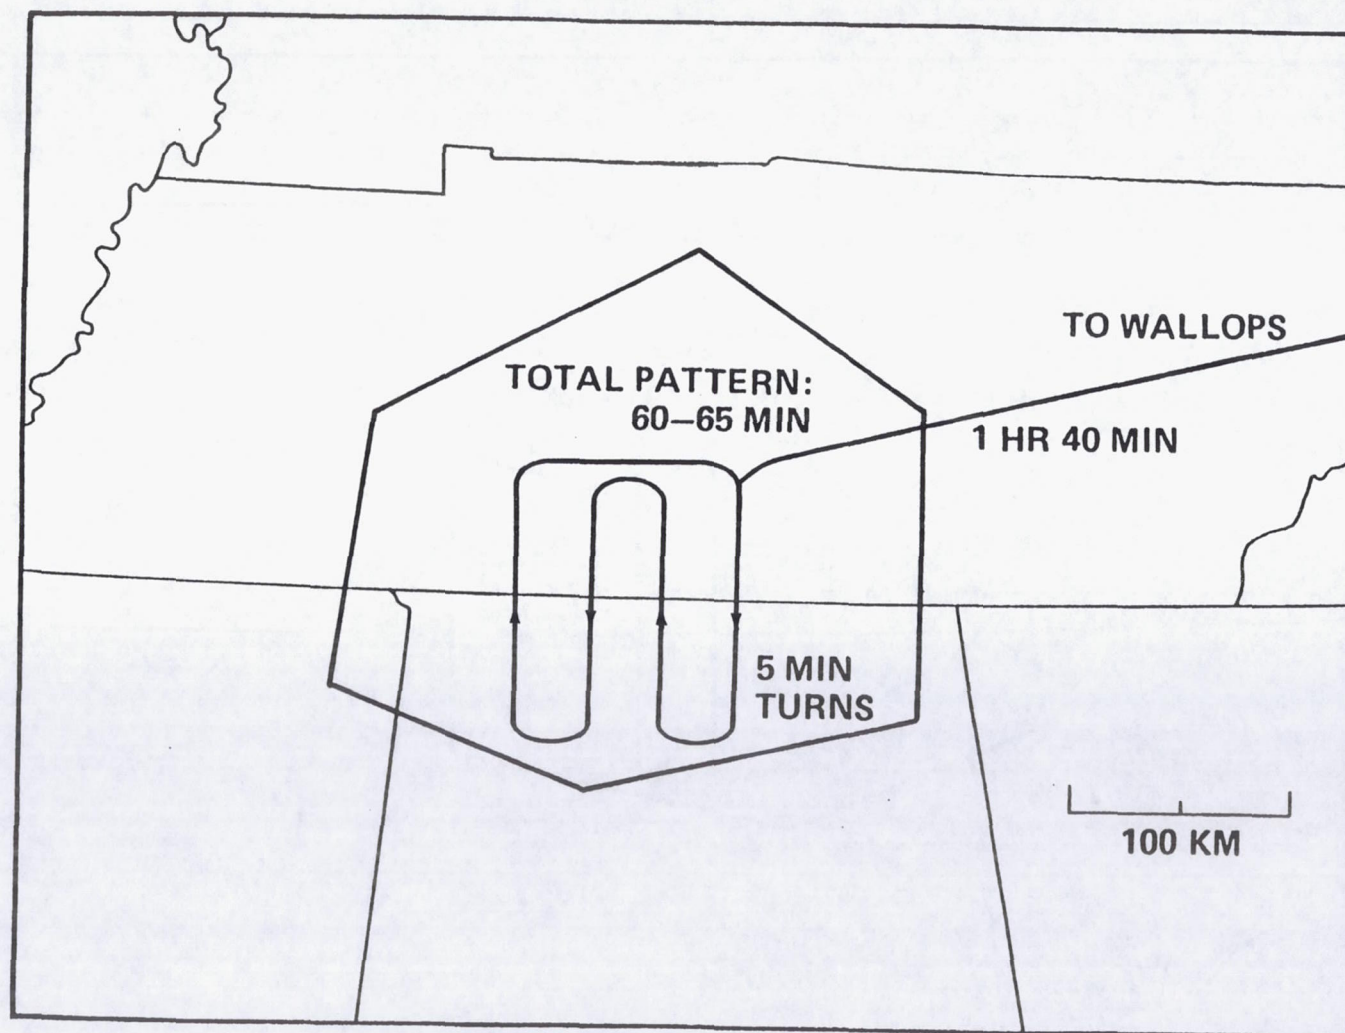 TO WALLOPS
TOTAL PATTERN:
60–65 MIN
1 HR 40 MIN
5 MIN
TURNS
100 KM